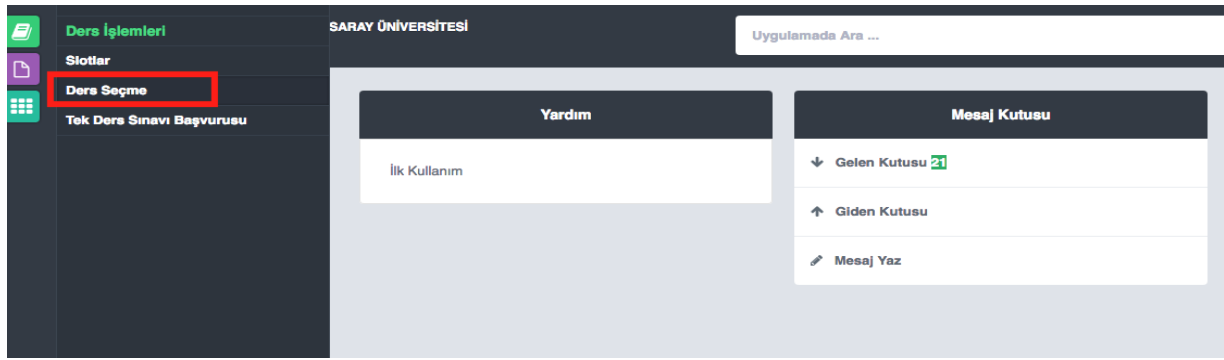 Ders İşlemleri
Slotlar
Ders Seçme
Tek Ders Sınavı Başvurusu
SARAY ÜNİVERSİTESİ
Uygulamada Ara ...
Yardım
İlk Kullanım
Mesaj Kutusu
Gelen Kutusu 21
Giden Kutusu
Mesaj Yaz